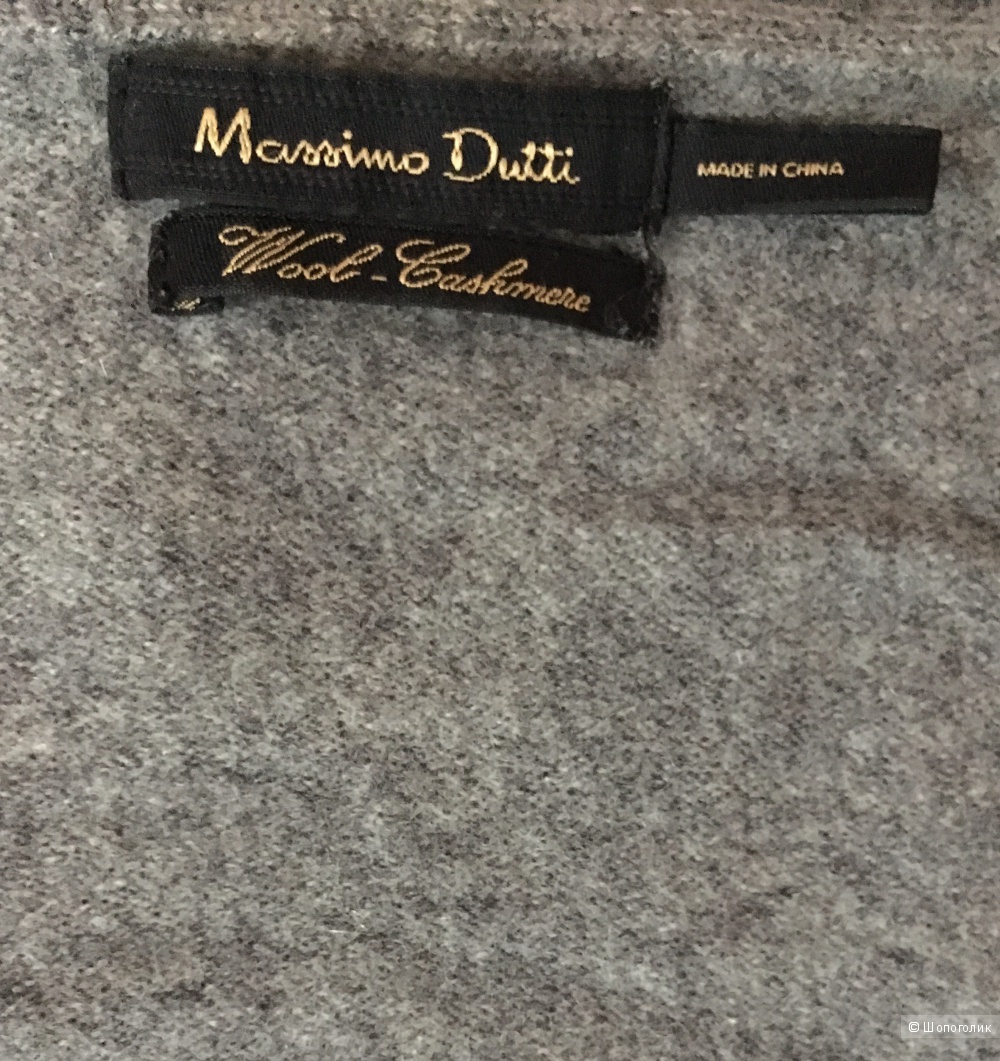 Massimo Dutti
MADE IN CHINA
Wool-Cashmere
© Шопоголик